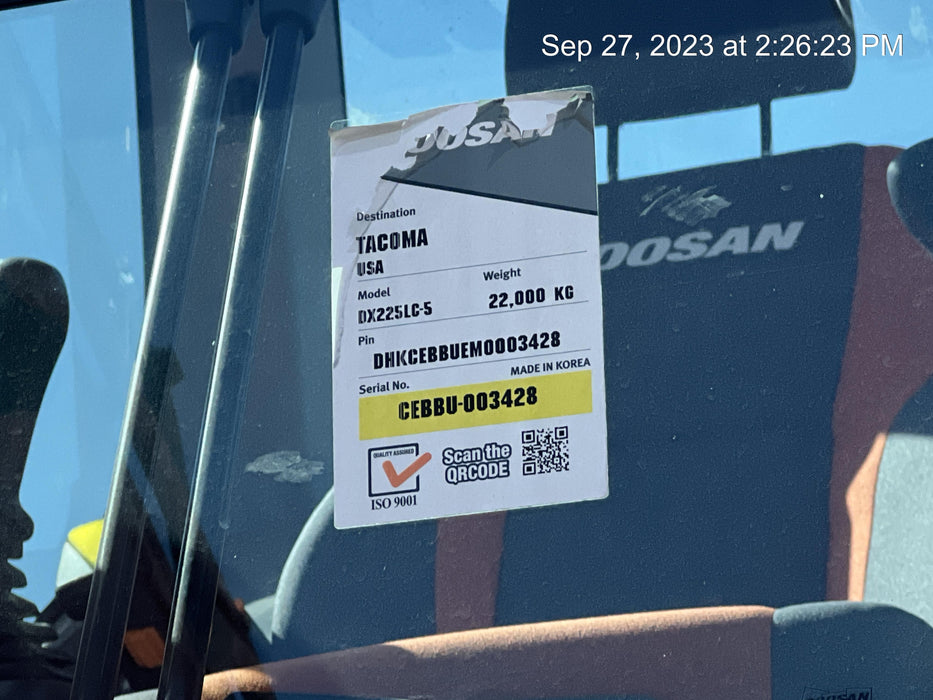 Sep 27, 2023 at 2:26:23 PM
DOOSAN
Destination
TACOMA
USA
Model
Weight
DX225LC-5
22,000 KG
Pin
DHKCEBBUEM0003428
MADE IN KOREA
Serial No.
CEBBU-003428
QUALITY ASSURED
ISO 9001
Scan the
QRCODE
DOOSAN
DOOSAN